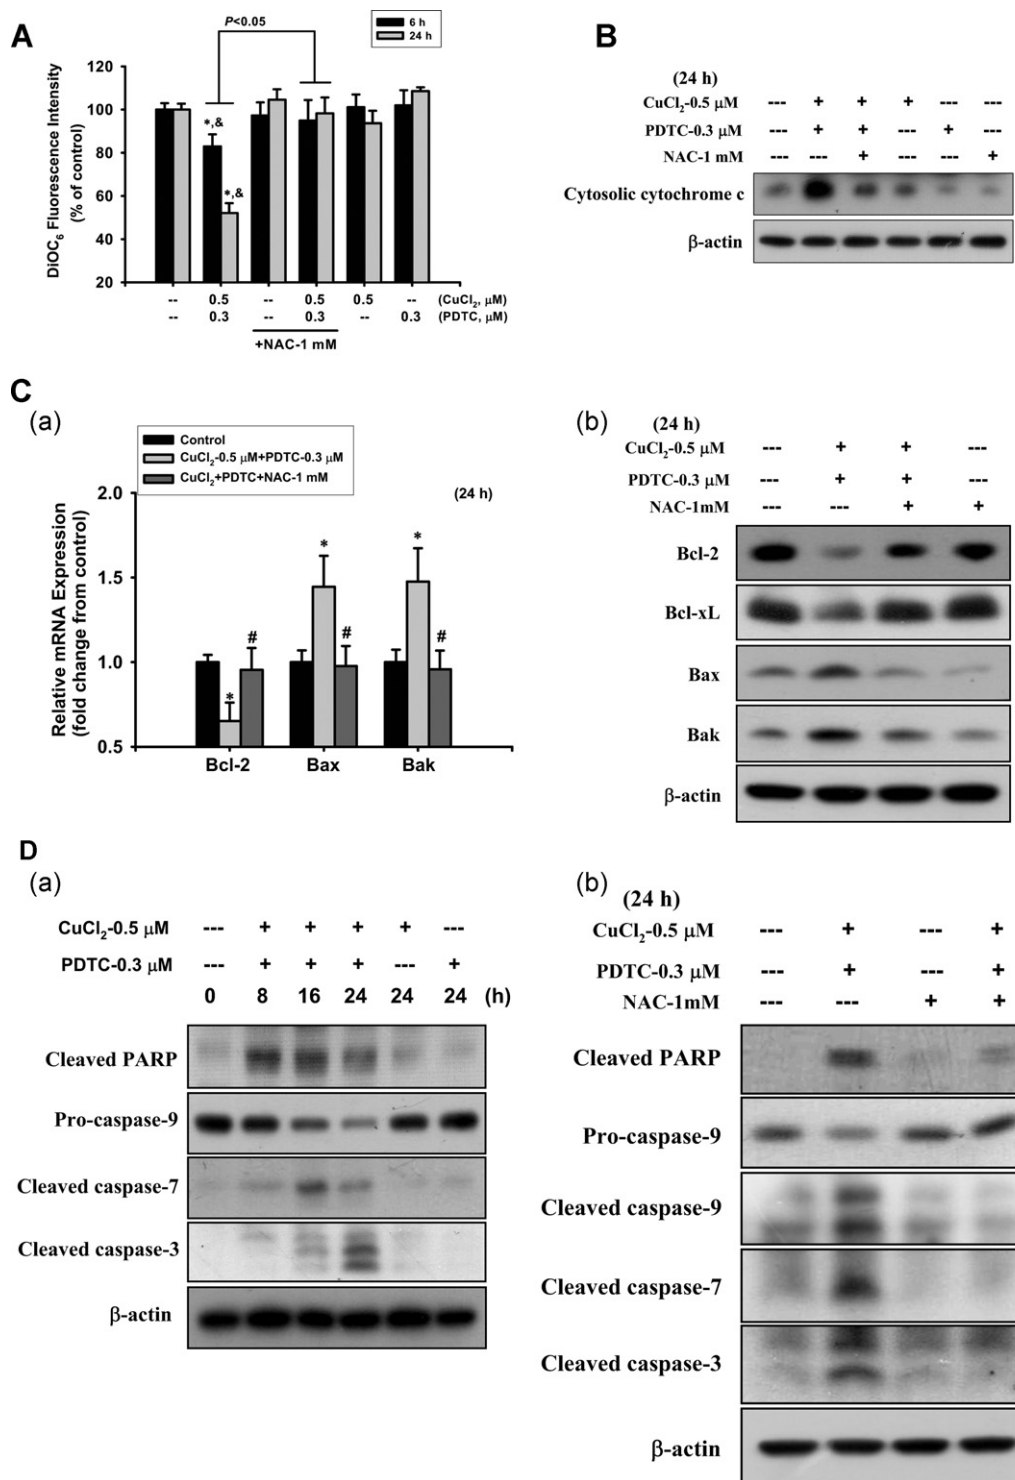 A
P<0.05
6 h
24 h
DiOC6 Fluorescence Intensity
(% of control)
120
100
80
60
40
20
*,&
*,&
-- 0.5 -- 0.5 0.5 -- (CuCl2, μM)
-- 0.3 -- 0.3 -- 0.3 (PDTC, μM)
+NAC-1 mM
B
(24 h)
CuCl2-0.5 μM --- + + + --- ---
PDTC-0.3 μM --- + + --- + ---
NAC-1 mM --- --- + --- --- +
Cytosolic cytochrome c
β-actin
C
(a)
Control
CuCl2-0.5 μM+PDTC-0.3 μM
CuCl2+PDTC+NAC-1 mM
(24 h)
Relative mRNA Expression
(fold change from control)
2.0
1.5
1.0
0.5
* # * # * #
Bcl-2 Bax Bak
(b)
(24 h)
CuCl2-0.5 μM --- + + ---
PDTC-0.3 μM --- + + ---
NAC-1mM --- --- + +
Bcl-2
Bcl-xL
Bax
Bak
β-actin
D
(a)
CuCl2-0.5 μM --- + + + + ---
PDTC-0.3 μM --- + + + --- +
0 8 16 24 24 24 (h)
Cleaved PARP
Pro-caspase-9
Cleaved caspase-7
Cleaved caspase-3
β-actin
(b)
(24 h)
CuCl2-0.5 μM --- + --- +
PDTC-0.3 μM --- + --- +
NAC-1mM --- --- + +
Cleaved PARP
Pro-caspase-9
Cleaved caspase-9
Cleaved caspase-7
Cleaved caspase-3
β-actin